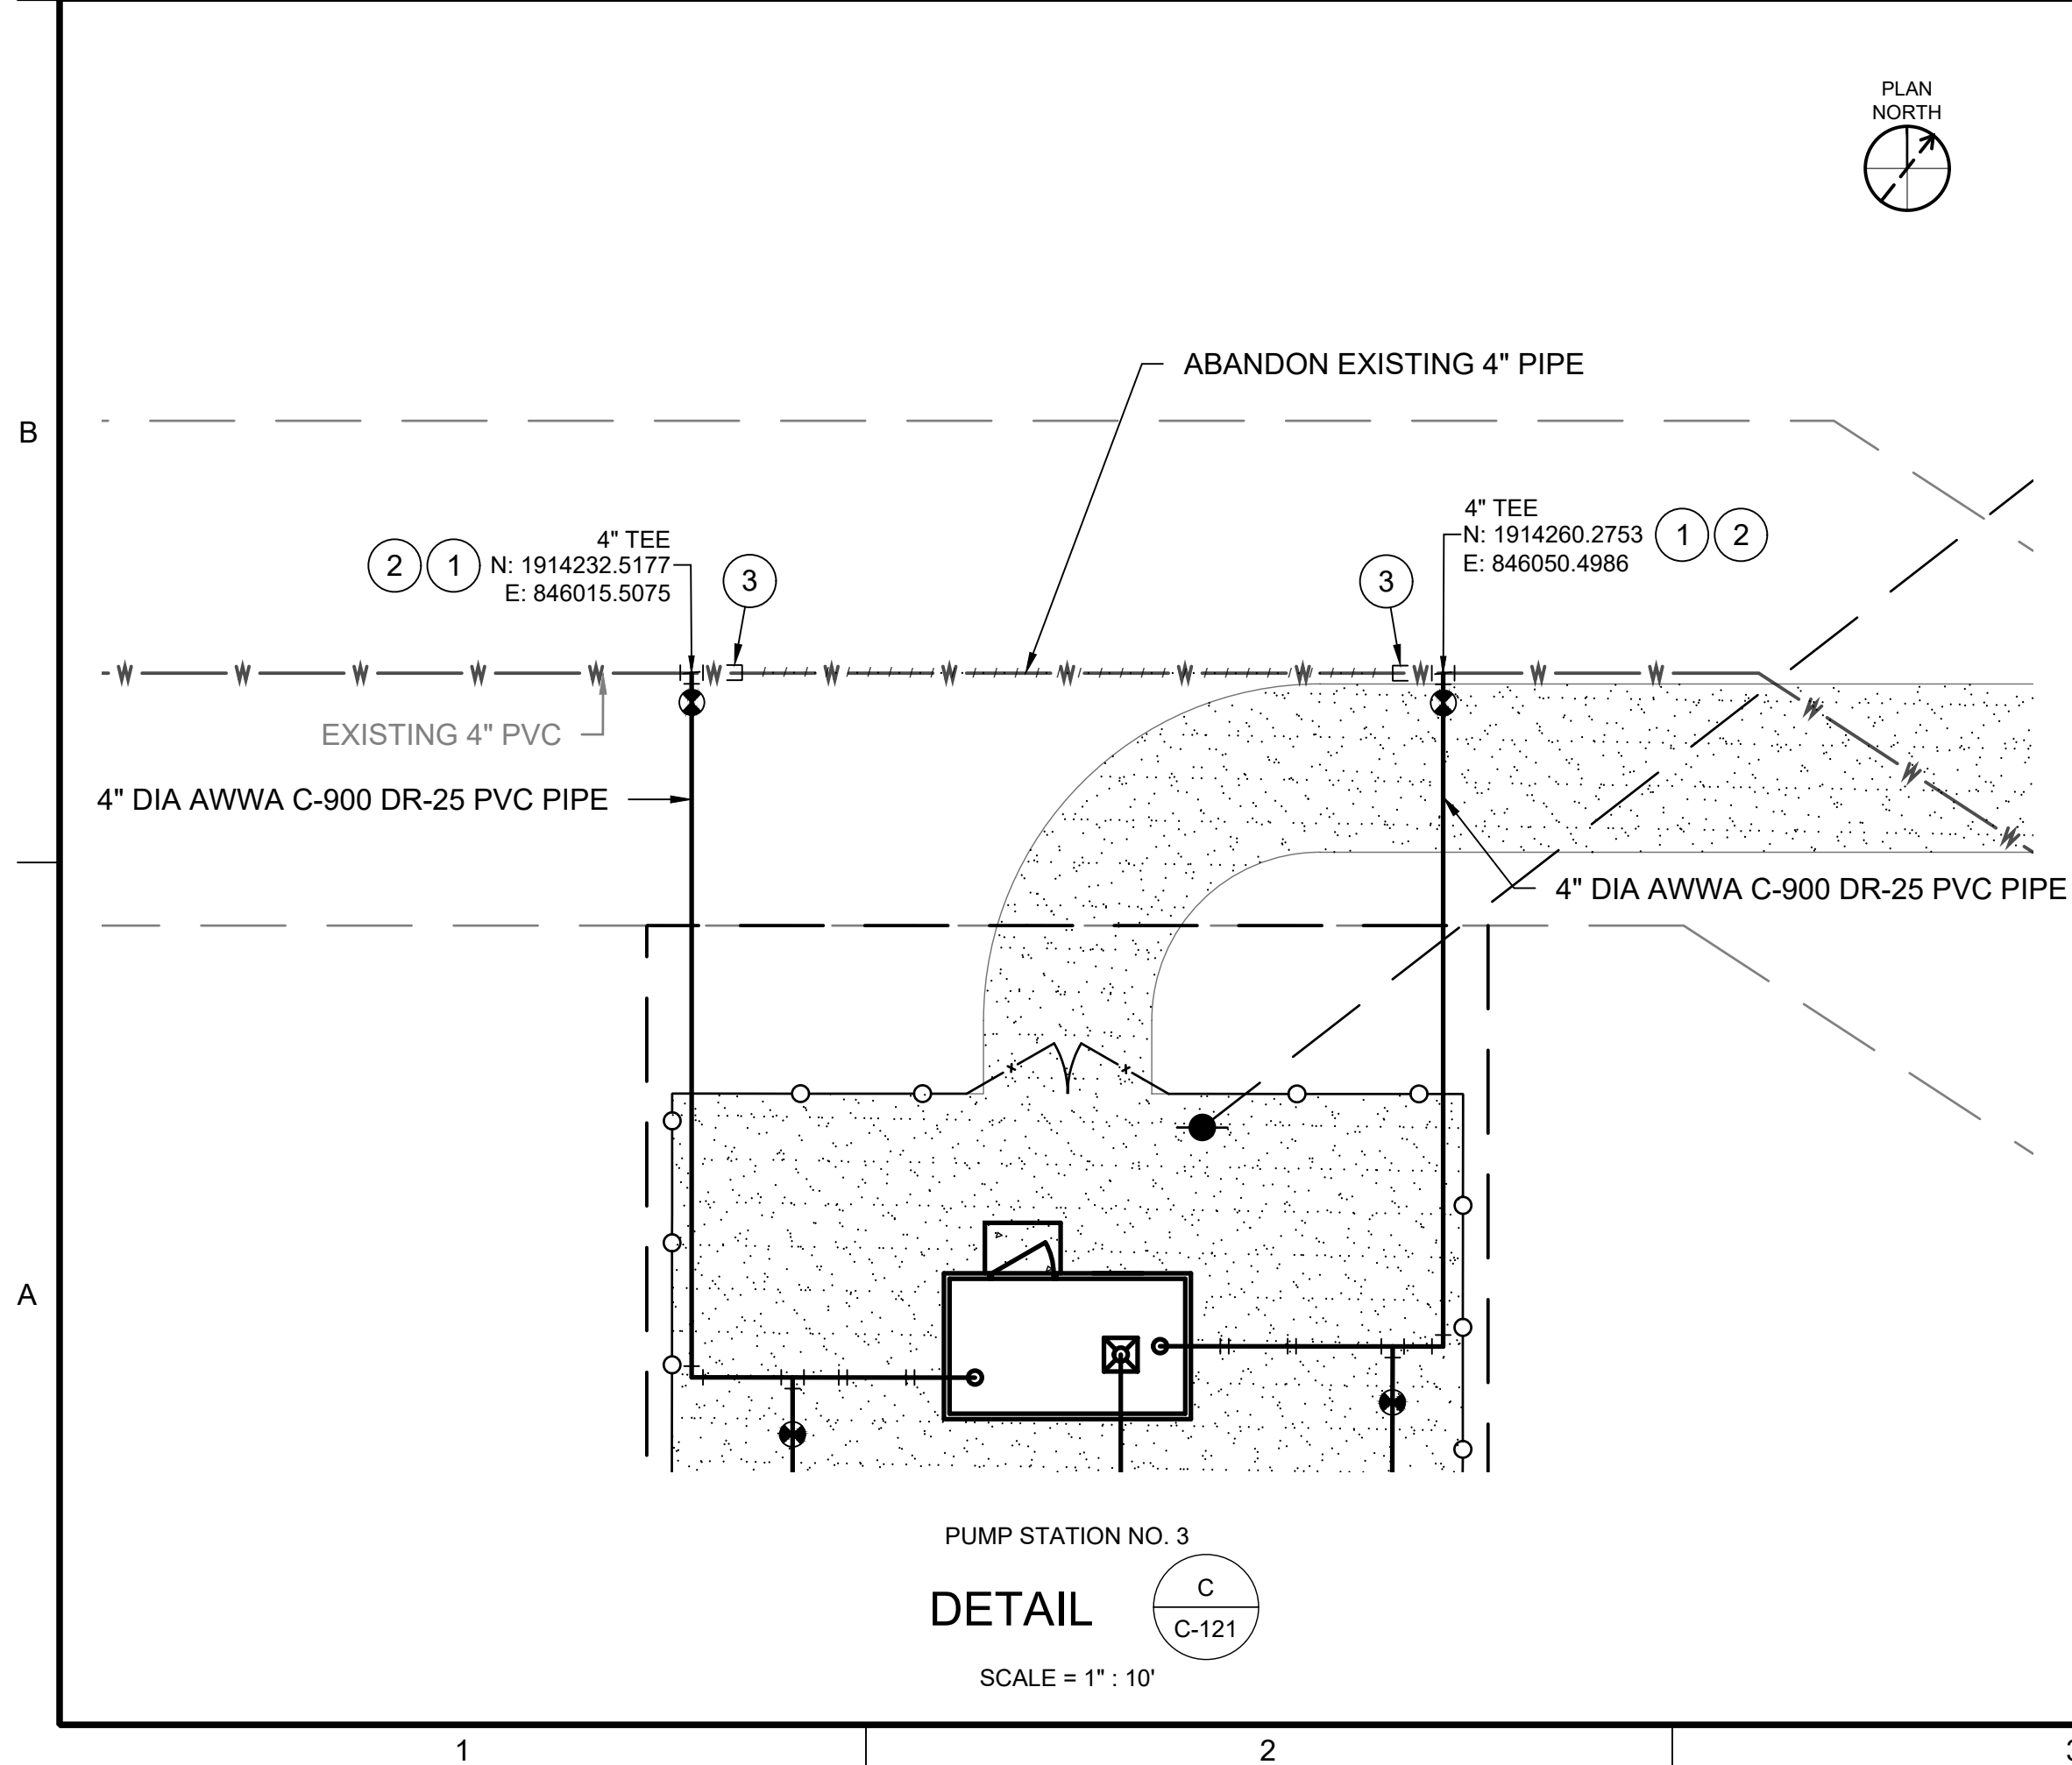 PLAN
NORTH
ABANDON EXISTING 4" PIPE
B
4" TEE
N: 1914232.5177
E: 846015.5075
2
1
3
4" TEE
N: 1914260.2753
E: 846050.4986
1
2
3
W W W W W W W W W W W W W W W W W
EXISTING 4" PVC
4" DIA AWWA C-900 DR-25 PVC PIPE
4" DIA AWWA C-900 DR-25 PVC PIPE
A
PUMP STATION NO. 3
DETAIL
C
C-121
SCALE = 1" : 10'
1
2